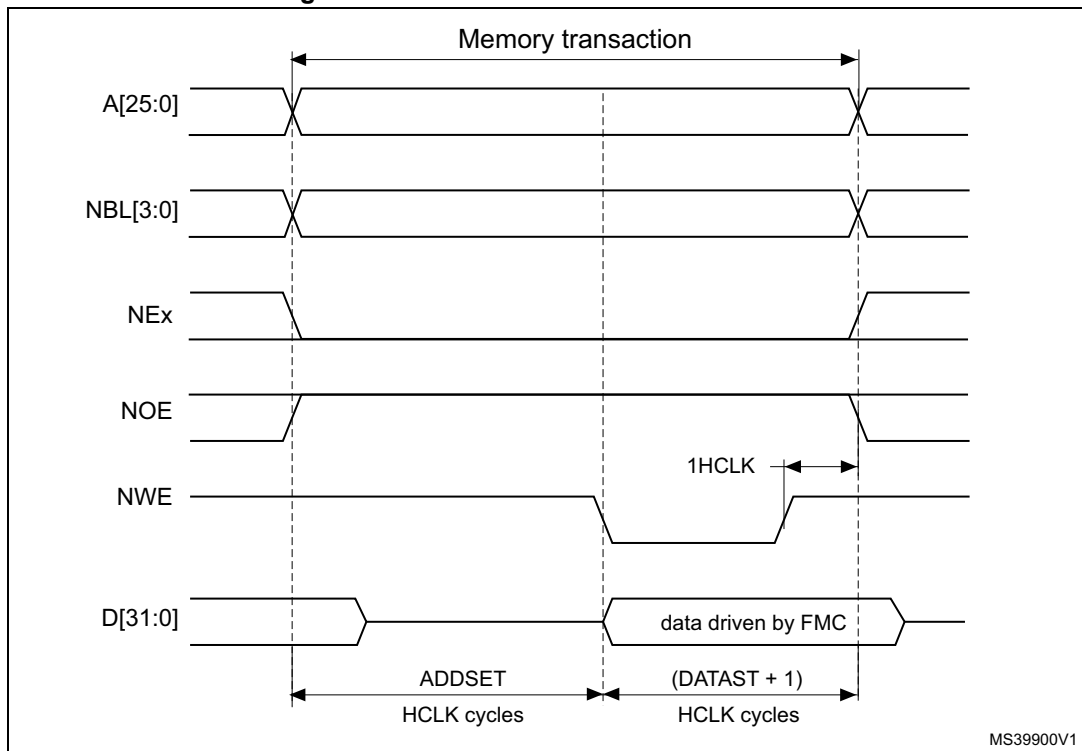 Memory transaction
A[25:0]
NBL[3:0]
NEx
NOE
1HCLK
NWE
D[31:0]
data driven by FMC
ADDSET
(DATAST + 1)
HCLK cycles
HCLK cycles
MS39900V1